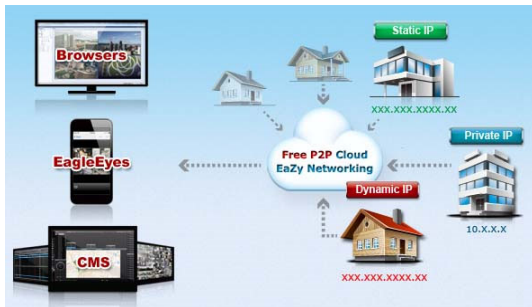 Browsers
Static IP
XXX.XXX.XXXX.XX
EagleEyes
Free P2P Cloud
EaZy Networking
Private IP
10.X.X.X
Dynamic IP
XXX.XXX.XXXX.XX
CMS